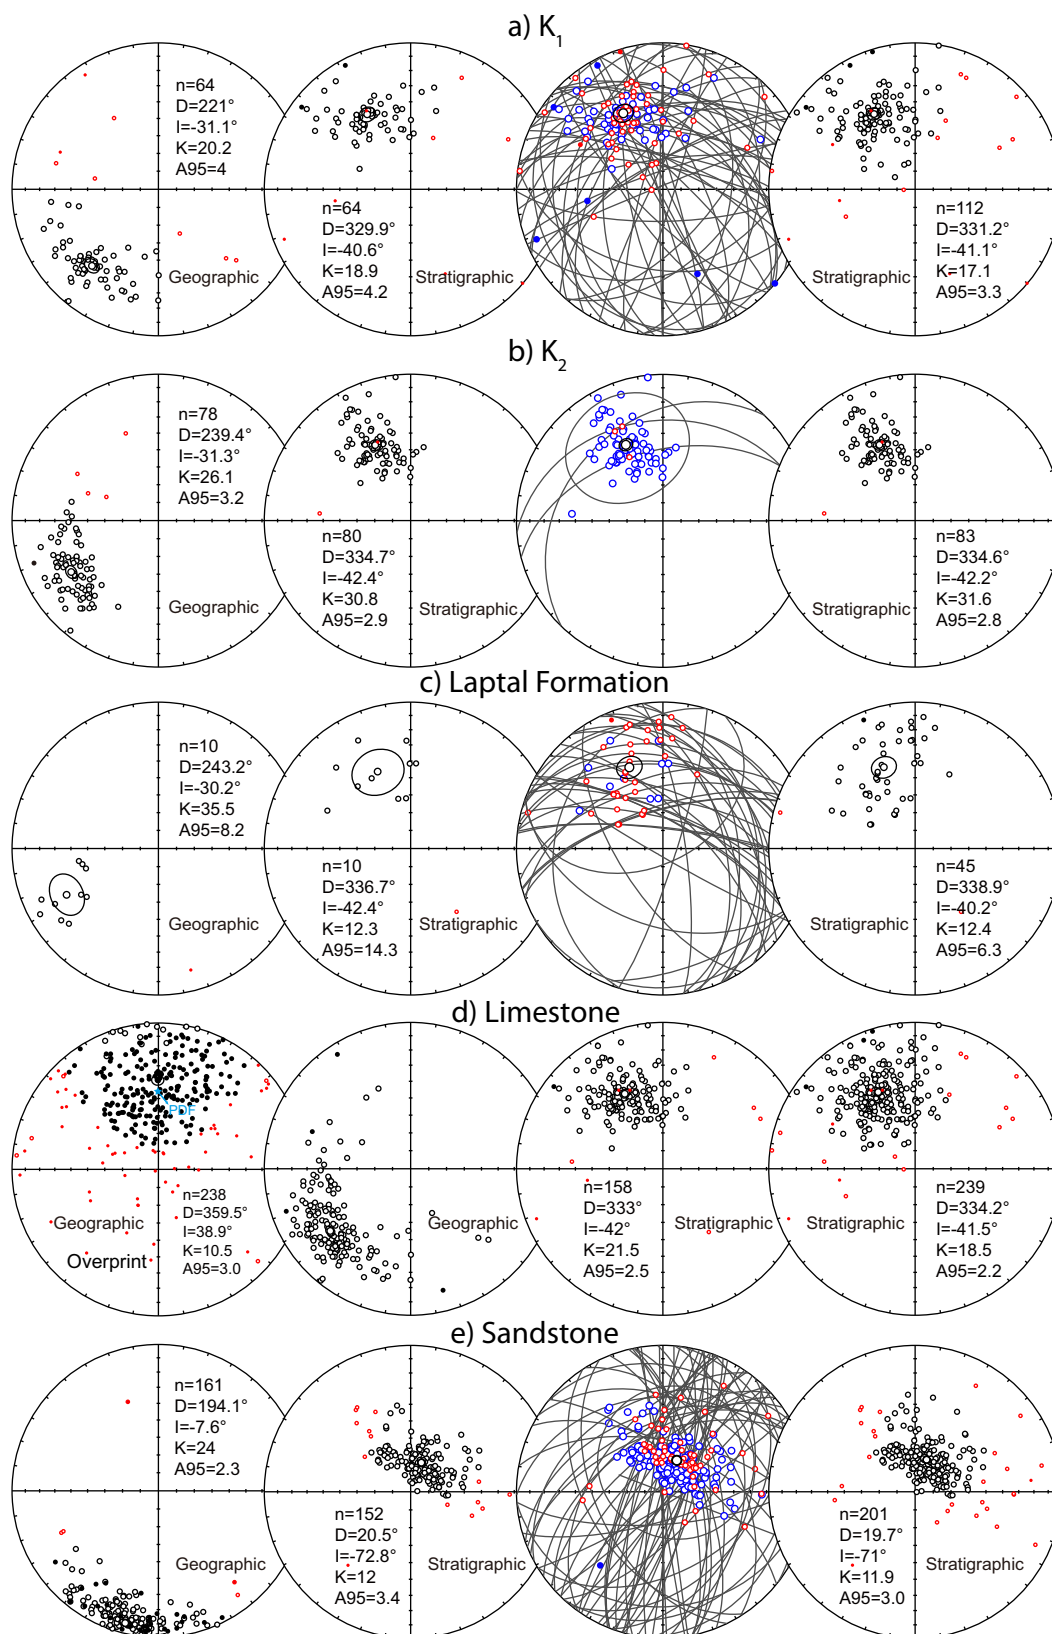 a) K1
n=64
D=221°
I=-31.1°
K=20.2
A95=4
Geographic
n=64
D=329.9°
I=-40.6°
K=18.9
A95=4.2
Stratigraphic
n=112
D=331.2°
I=-41.1°
K=17.1
A95=3.3
Stratigraphic
b) K2
n=78
D=239.4°
I=-31.3°
K=26.1
A95=3.2
Geographic
n=80
D=334.7°
I=-42.4°
K=30.8
A95=2.9
Stratigraphic
n=83
D=334.6°
I=-42.2°
K=31.6
A95=2.8
Stratigraphic
c) Laptal Formation
n=10
D=243.2°
I=-30.2°
K=35.5
A95=8.2
Geographic
n=10
D=336.7°
I=-42.4°
K=12.3
A95=14.3
Stratigraphic
n=45
D=338.9°
I=-40.2°
K=12.4
A95=6.3
Stratigraphic
d) Limestone
PDF
n=238
D=359.5°
I=38.9°
K=10.5
A95=3.0
Geographic
Overprint
Geographic
n=158
D=333°
I=-42°
K=21.5
A95=2.5
Stratigraphic
n=239
D=334.2°
I=-41.5°
K=18.5
A95=2.2
Stratigraphic
e) Sandstone
n=161
D=194.1°
I=-7.6°
K=24
A95=2.3
Geographic
n=152
D=20.5°
I=-72.8°
K=12
A95=3.4
Stratigraphic
n=201
D=19.7°
I=-71°
K=11.9
A95=3.0
Stratigraphic